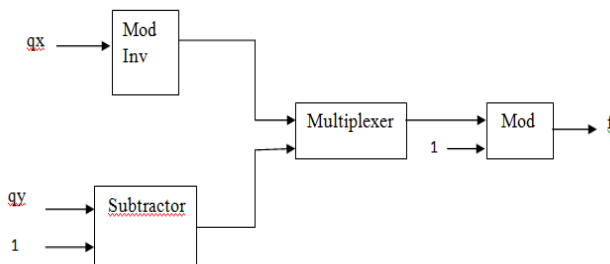 qx
Mod
Inv
Multiplexer
Mod
1
qy
Subtractor
1